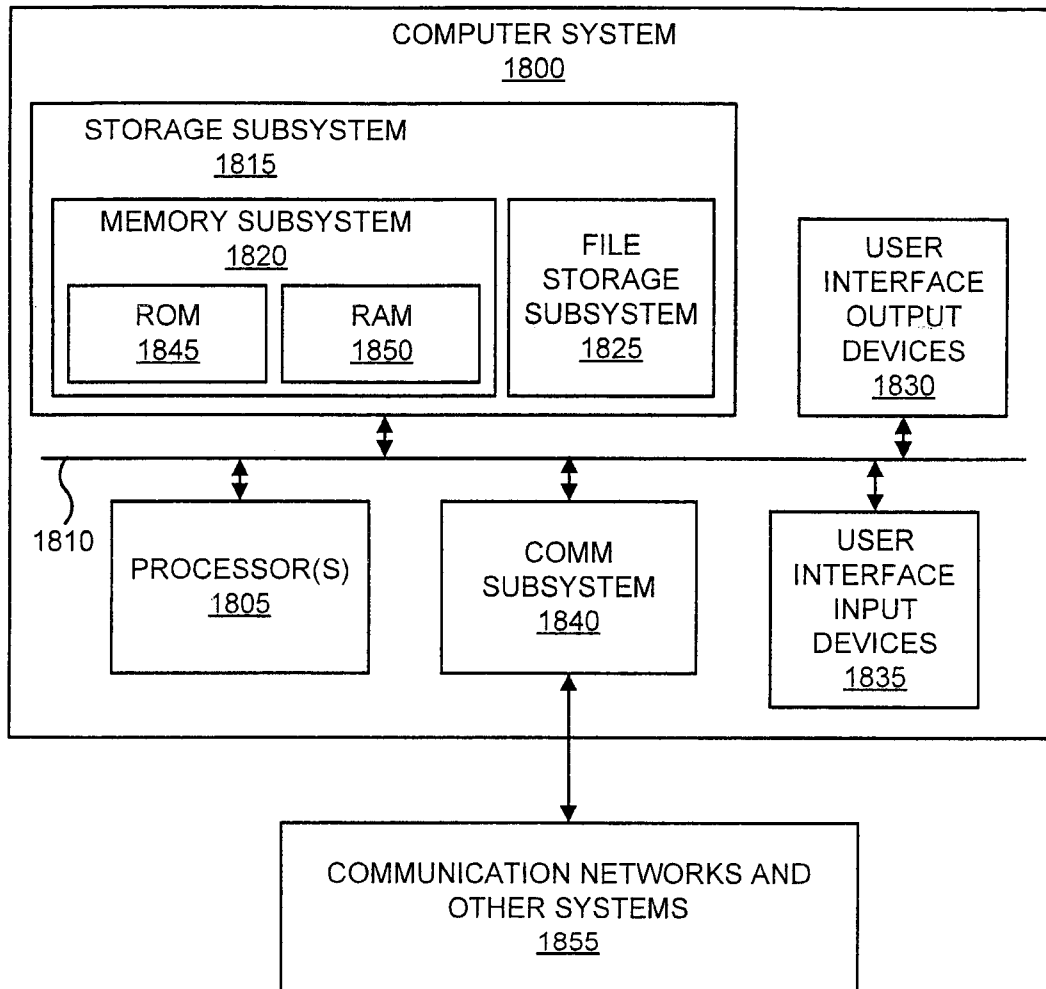 COMPUTER SYSTEM
1800
STORAGE SUBSYSTEM
1815
MEMORY SUBSYSTEM
1820
ROM
1845
RAM
1850
FILE
STORAGE
SUBSYSTEM
1825
USER
INTERFACE
OUTPUT
DEVICES
1830
1810
PROCESSOR(S)
1805
COMM
SUBSYSTEM
1840
USER
INTERFACE
INPUT
DEVICES
1835
COMMUNICATION NETWORKS AND
OTHER SYSTEMS
1855